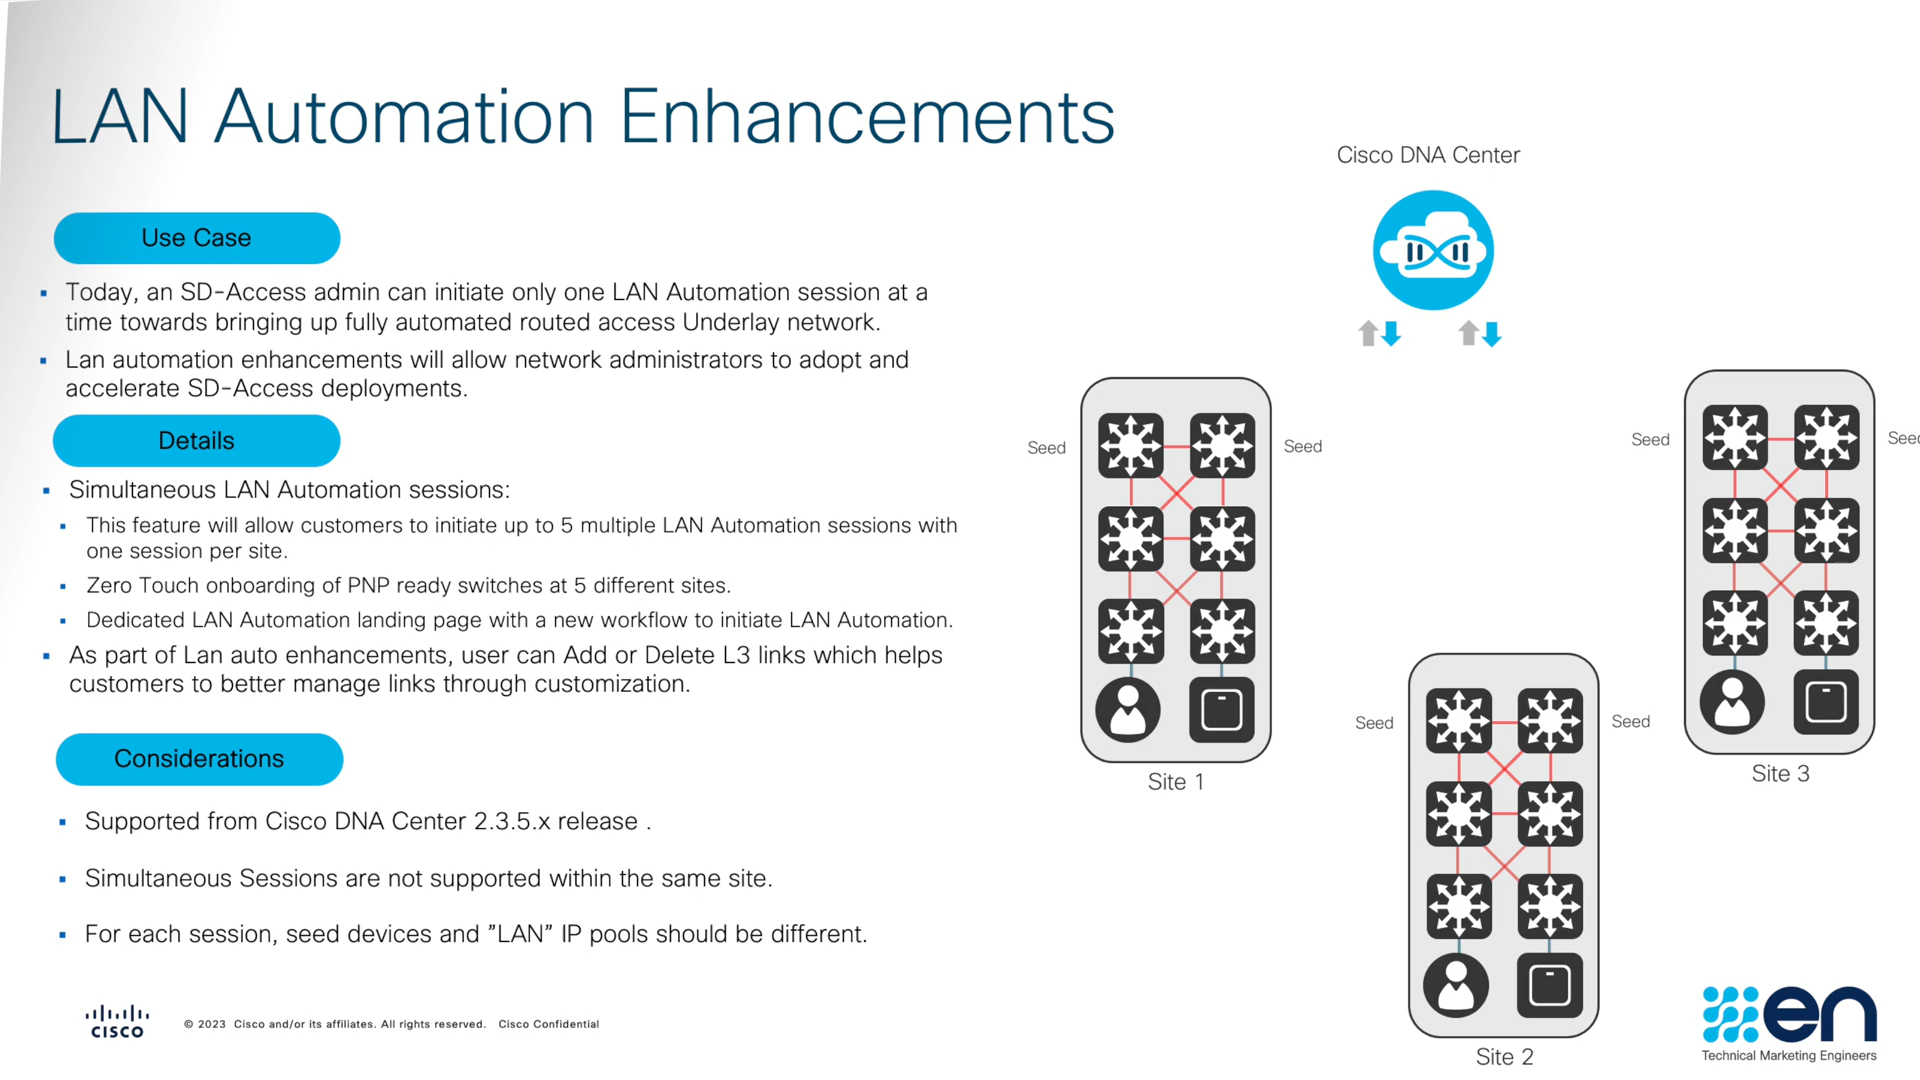 LAN Automation Enhancements
Use Case
▪ Today, an SD-Access admin can initiate only one LAN Automation session at a
time towards bringing up fully automated routed access Underlay network.
▪ Lan automation enhancements will allow network administrators to adopt and
accelerate SD-Access deployments.
Details
▪ Simultaneous LAN Automation sessions:
▪ This feature will allow customers to initiate up to 5 multiple LAN Automation sessions with
one session per site.
▪ Zero Touch onboarding of PNP ready switches at 5 different sites.
▪ Dedicated LAN Automation landing page with a new workflow to initiate LAN Automation.
▪ As part of Lan auto enhancements, user can Add or Delete L3 links which helps
customers to better manage links through customization.
Considerations
▪ Supported from Cisco DNA Center 2.3.5.x release .
▪ Simultaneous Sessions are not supported within the same site.
▪ For each session, seed devices and ”LAN” IP pools should be different.
Cisco DNA Center
Seed
Seed
Site 1
Seed
Seed
Site 2
Seed
See
Site 3
CISCO
© 2023 Cisco and/or its affiliates. All rights reserved. Cisco Confidential
en
Technical Marketing Engineers